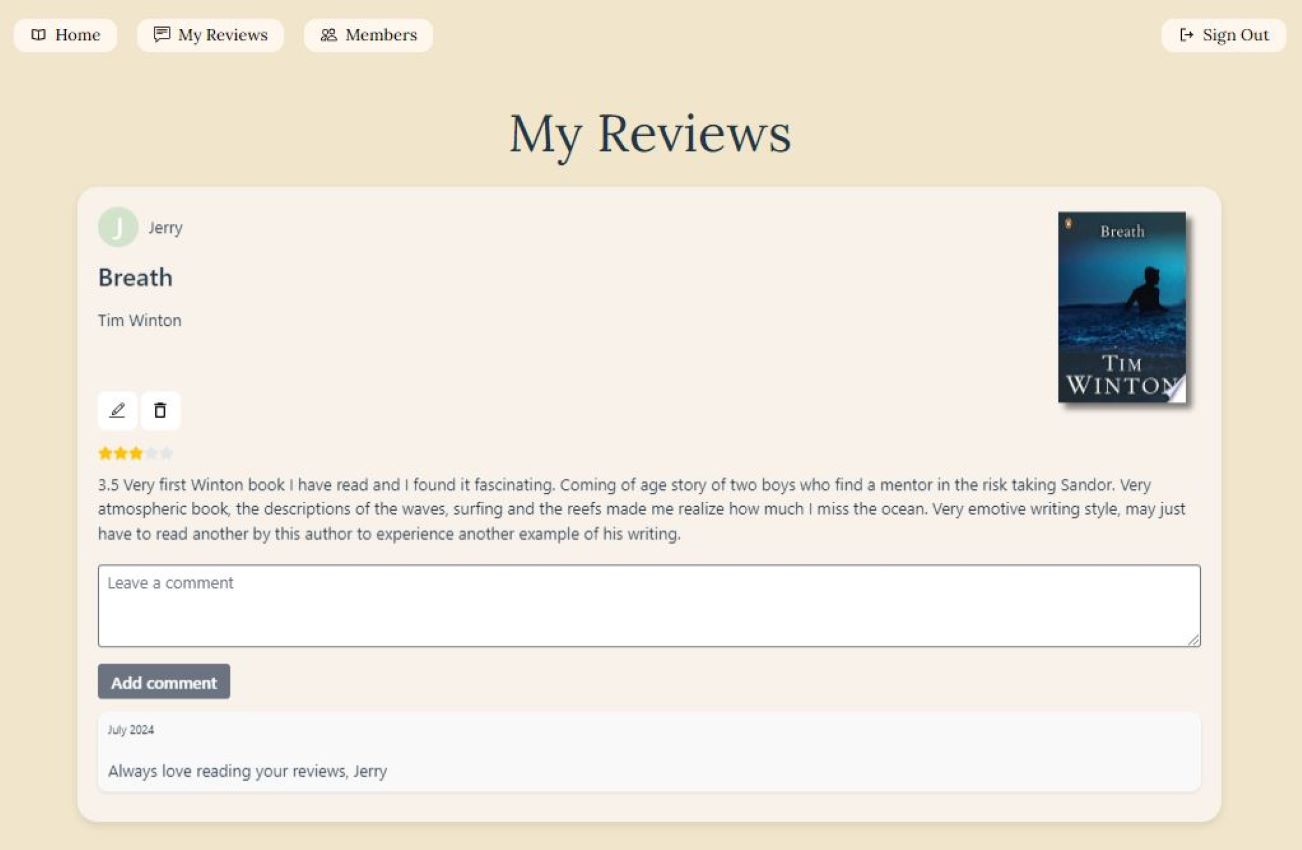 Home
My Reviews
Members
Sign Out
My Reviews
J Jerry
Breath
Tim Winton
Breath
TIM
WINTON
3.5 Very first Winton book I have read and I found it fascinating. Coming of age story of two boys who find a mentor in the risk taking Sandor. Very
atmospheric book, the descriptions of the waves, surfing and the reefs made me realize how much I miss the ocean. Very emotive writing style, may just
have to read another by this author to experience another example of his writing.
Leave a comment
Add comment
July 2024
Always love reading your reviews, Jerry